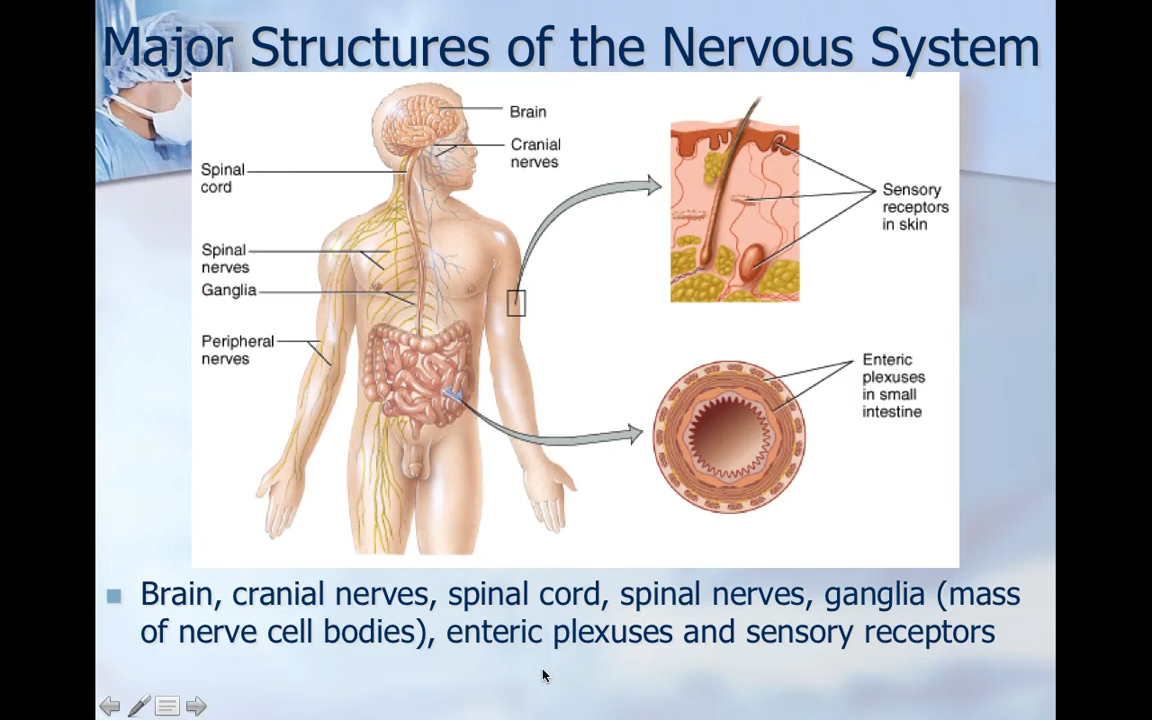 Major Structures of the Nervous System
Brain
Cranial
nerves
Spinal
cord
Spinal
nerves
Ganglia
Peripheral
nerves
Sensory
receptors
in skin
Enteric
plexuses
in small
intestine
Brain, cranial nerves, spinal cord, spinal nerves, ganglia (mass
of nerve cell bodies), enteric plexuses and sensory receptors